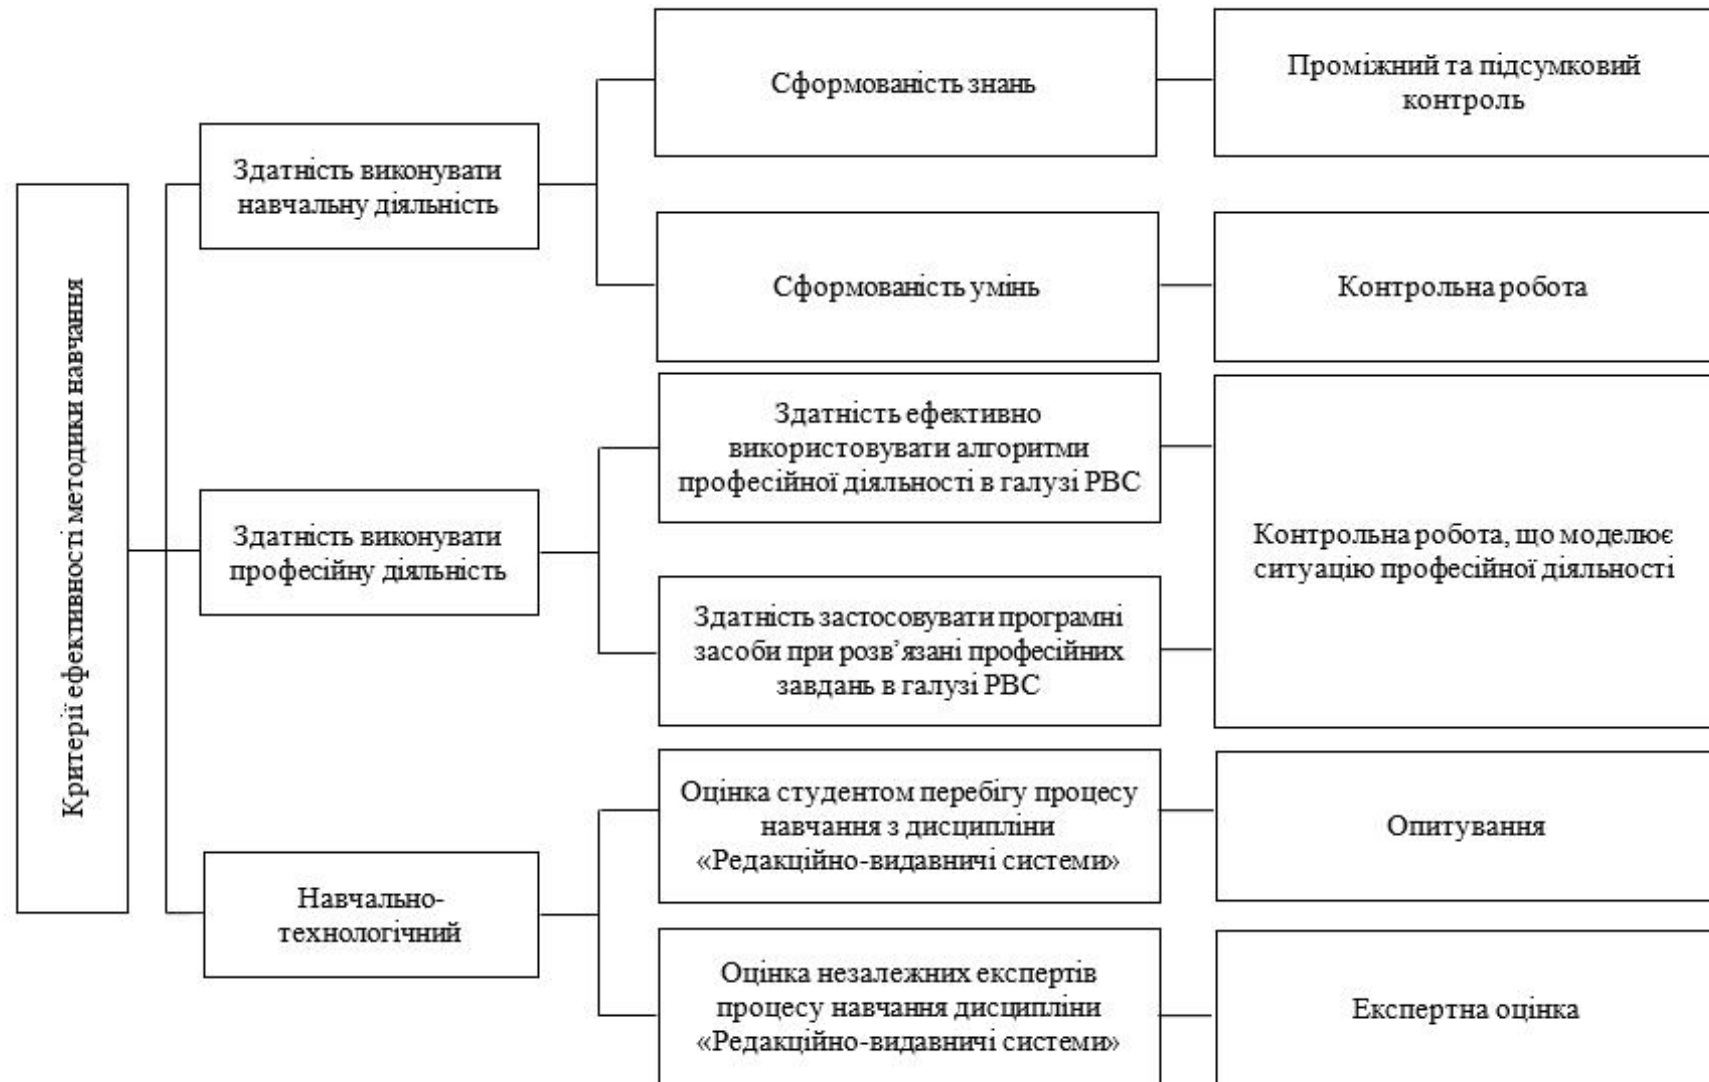 Критерії ефективності методики навчання
Здатність виконувати
навчальну діяльність
Сформованість знань
Проміжний та підсумковий
контроль
Сформованість умінь
Контрольна робота
Здатність виконувати
професійну діяльність
Здатність ефективно
використовувати алгоритми
професійної діяльності в галузі РВС
Здатність застосовувати програмні
засоби при розв’язані професійних
завдань в галузі РВС
Контрольна робота, що моделює
ситуацію професійної діяльності
Навчально-
технологічний
Оцінка студентом перебігу процесу
навчання з дисципліни
«Редакційно-видавничі системи»
Опитування
Оцінка незалежних експертів
процесу навчання дисципліни
«Редакційно-видавничі системи»
Експертна оцінка